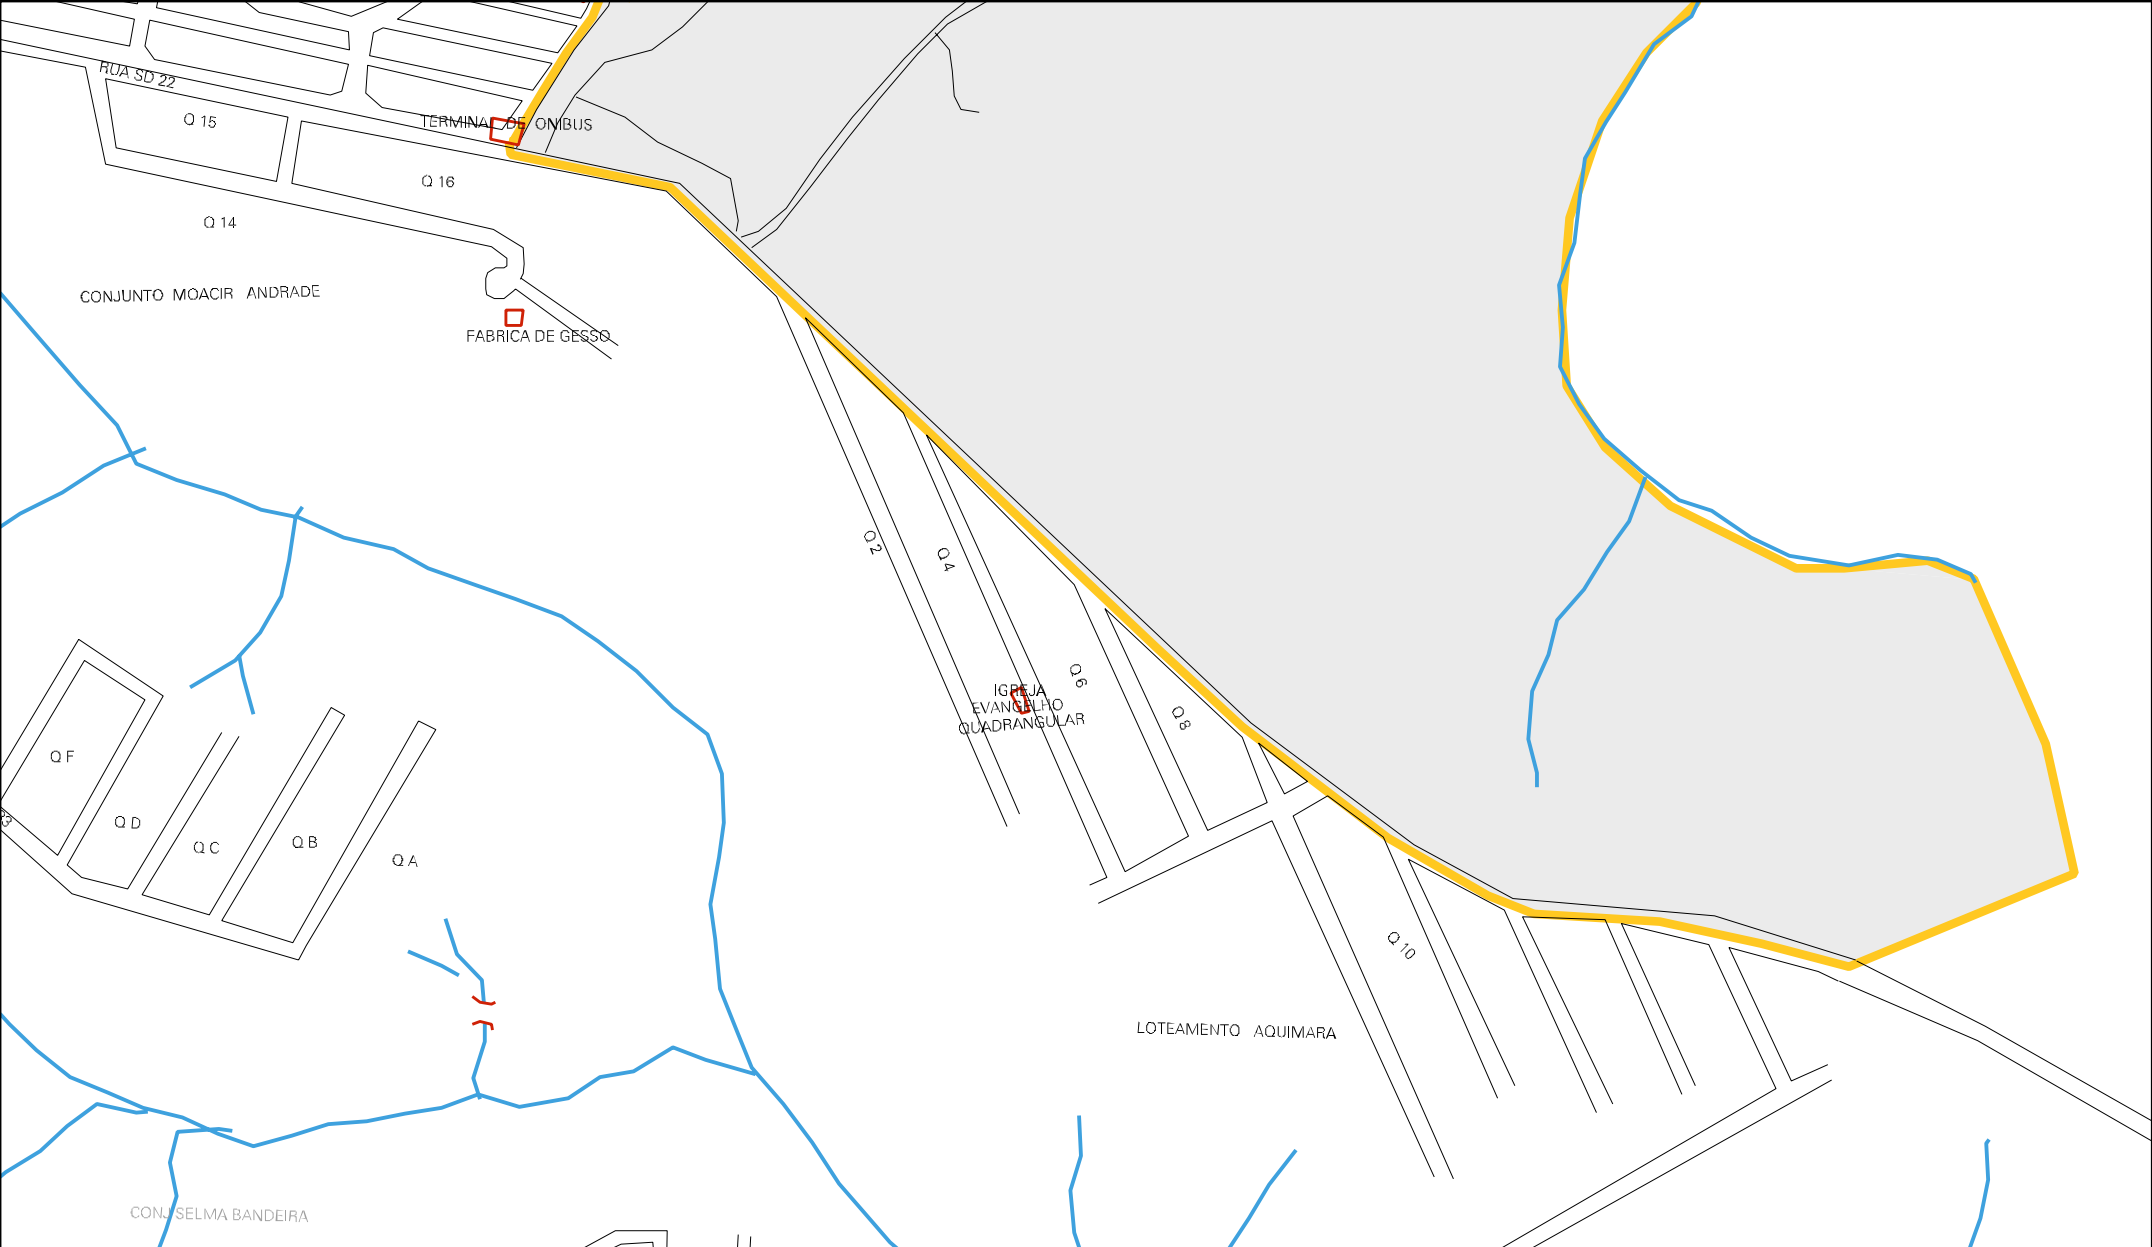 RUA SD 22
Q 15
TERMINAL DE ONIBUS
Q 16
Q 14
CONJUNTO MOACIR ANDRADE
FABRICA DE GESSO
Q 2
Q 4
Q 6
IGREJA
EVANGELHO
QUADRANGULAR
Q 8
Q F
Q D
Q C
Q B
Q A
Q 10
LOTEAMENTO AQUIMARA
CONJ SELMA BANDEIRA